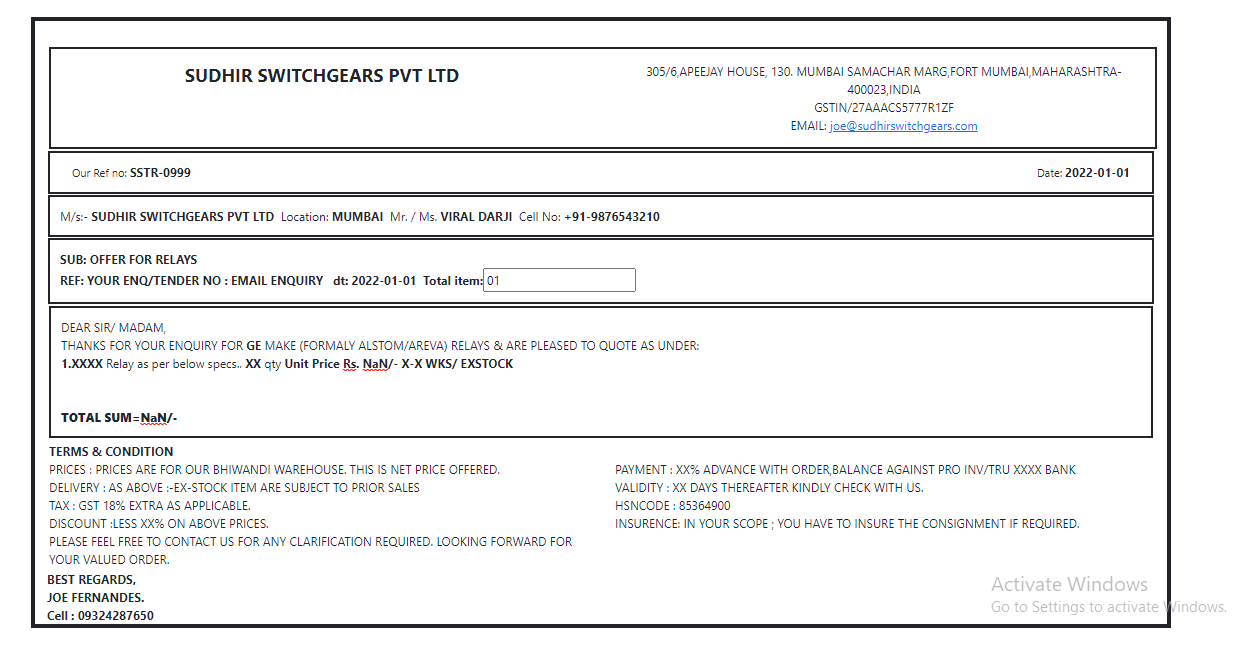 SUDHIR SWITCHGEARS PVT LTD
305/6,APEEJAY HOUSE, 130. MUMBAI SAMACHAR MARG,FORT MUMBAI,MAHARASHTRA-
400023,INDIA
GSTIN/27AAACS5777R1ZF
EMAIL: joe@sudhirswitchgears.com
Our Ref no: SSTR-0999
Date: 2022-01-01
M/s:- SUDHIR SWITCHGEARS PVT LTD Location: MUMBAI Mr. / Ms. VIRAL DARJI Cell No: +91-9876543210
SUB: OFFER FOR RELAYS
REF: YOUR ENQ/TENDER NO : EMAIL ENQUIRY dt: 2022-01-01 Total item: 01
DEAR SIR/ MADAM,
THANKS FOR YOUR ENQUIRY FOR GE MAKE (FORMALY ALSTOM/AREVA) RELAYS & ARE PLEASED TO QUOTE AS UNDER:
1.XXXX Relay as per below specs.. XX qty Unit Price Rs. NaN/- X-X WKS/ EXSTOCK
TOTAL SUM=NaN/-
TERMS & CONDITION
PRICES : PRICES ARE FOR OUR BHIWANDI WAREHOUSE. THIS IS NET PRICE OFFERED.
DELIVERY : AS ABOVE :-EX-STOCK ITEM ARE SUBJECT TO PRIOR SALES
TAX : GST 18% EXTRA AS APPLICABLE.
DISCOUNT :LESS XX% ON ABOVE PRICES.
PLEASE FEEL FREE TO CONTACT US FOR ANY CLARIFICATION REQUIRED. LOOKING FORWARD FOR
YOUR VALUED ORDER.
PAYMENT : XX% ADVANCE WITH ORDER,BALANCE AGAINST PRO INV/TRU XXXX BANK
VALIDITY : XX DAYS THEREAFTER KINDLY CHECK WITH US.
HSNCODE : 85364900
INSURENCE: IN YOUR SCOPE ; YOU HAVE TO INSURE THE CONSIGNMENT IF REQUIRED.
BEST REGARDS,
JOE FERNANDES.
Cell : 09324287650
Activate Windows
Go to Settings to activate Windows.